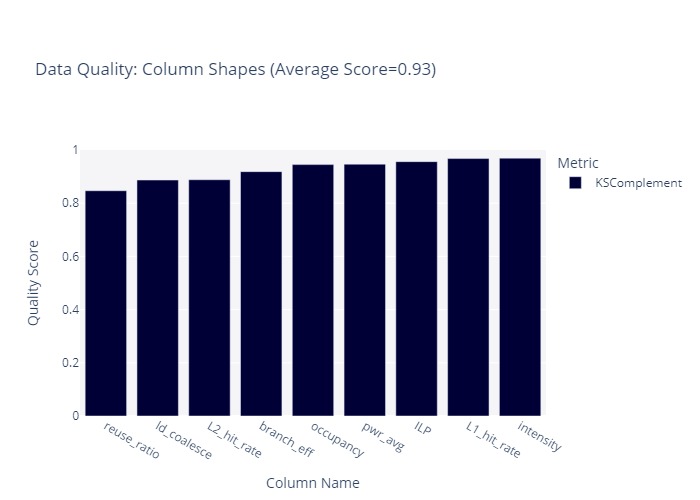 Data Quality: Column Shapes (Average Score=0.93)
Metric
KSComplement
Quality Score
1
0.8
0.6
0.4
0.2
0
reuse_ratio
ld_coalesce
L2_hit_rate
branch_eff
occupancy
pwr_avg
ILP
L1_hit_rate
intensity
Column Name